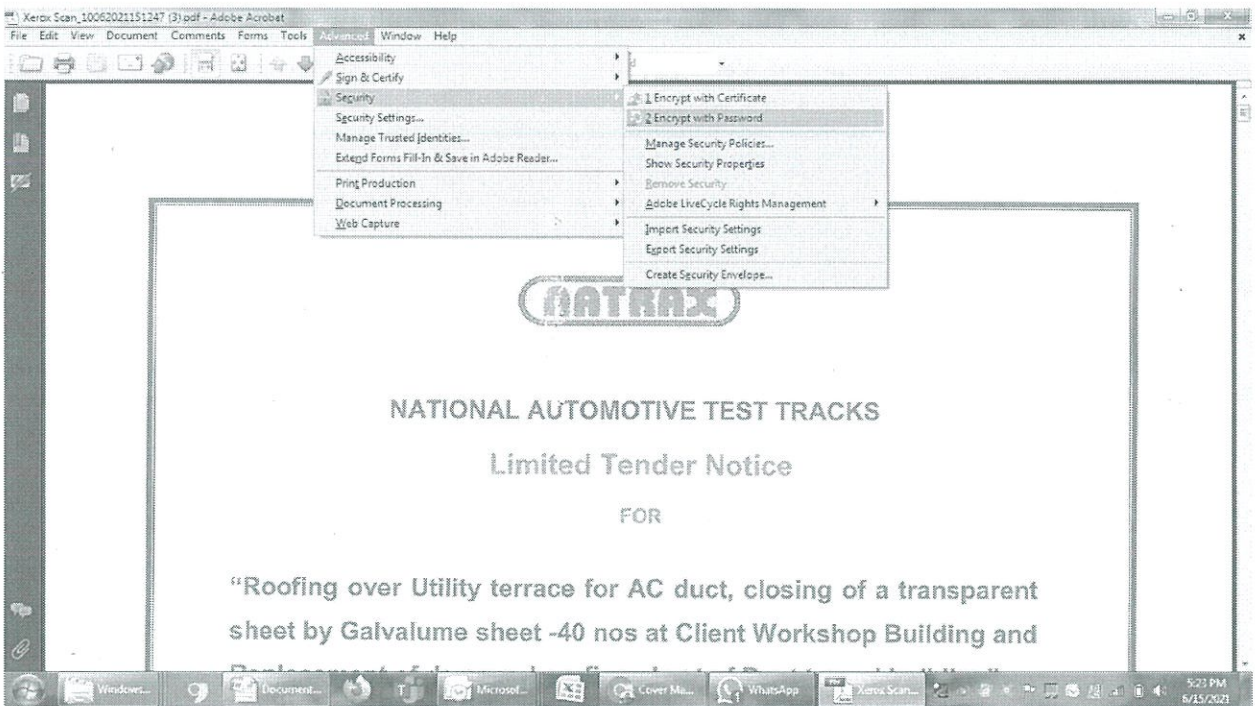 Xerox Scan_10062021151247 (3).pdf - Adobe Acrobat
File Edit View Document Comments Forms Tools Advanced Window Help
Accessibility
Sign & Certify
Security
Security Settings...
Manage Trusted Identities...
Extend Forms Fill-In & Save in Adobe Reader...
Print Production
Document Processing
Web Capture
1 Encrypt with Certificate
2 Encrypt with Password
Manage Security Policies...
Show Security Properties
Remove Security
Adobe LiveCycle Rights Management
Import Security Settings
Export Security Settings
Create Security Envelope...
NATRAX
NATIONAL AUTOMOTIVE TEST TRACKS
Limited Tender Notice
FOR
“Roofing over Utility terrace for AC duct, closing of a transparent
sheet by Galvalume sheet -40 nos at Client Workshop Building and
Windows... Document... Microsof... Cover Ma... WhatsApp Xerox Scan... 5:23 PM
6/15/2021